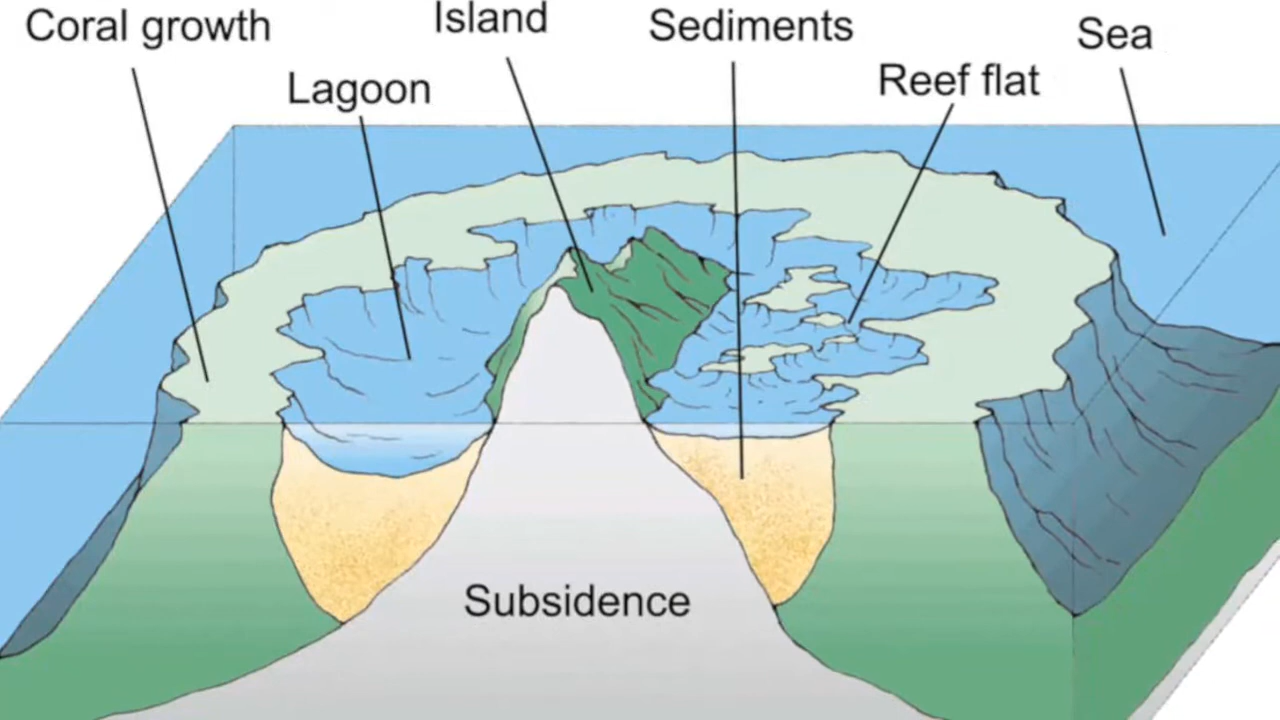 Coral growth
Lagoon
Island
Sediments
Reef flat
Sea
Subsidence